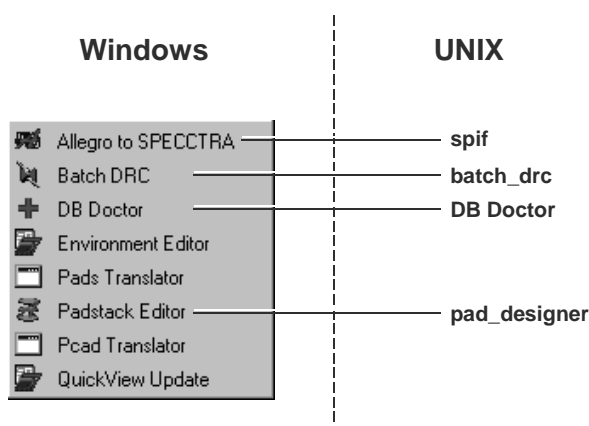 Windows
UNIX
Allegro to SPECCTRA
spif
Batch DRC
batch_drc
DB Doctor
DB Doctor
Environment Editor
Pads Translator
Padstack Editor
pad_designer
Pcad Translator
QuickView Update